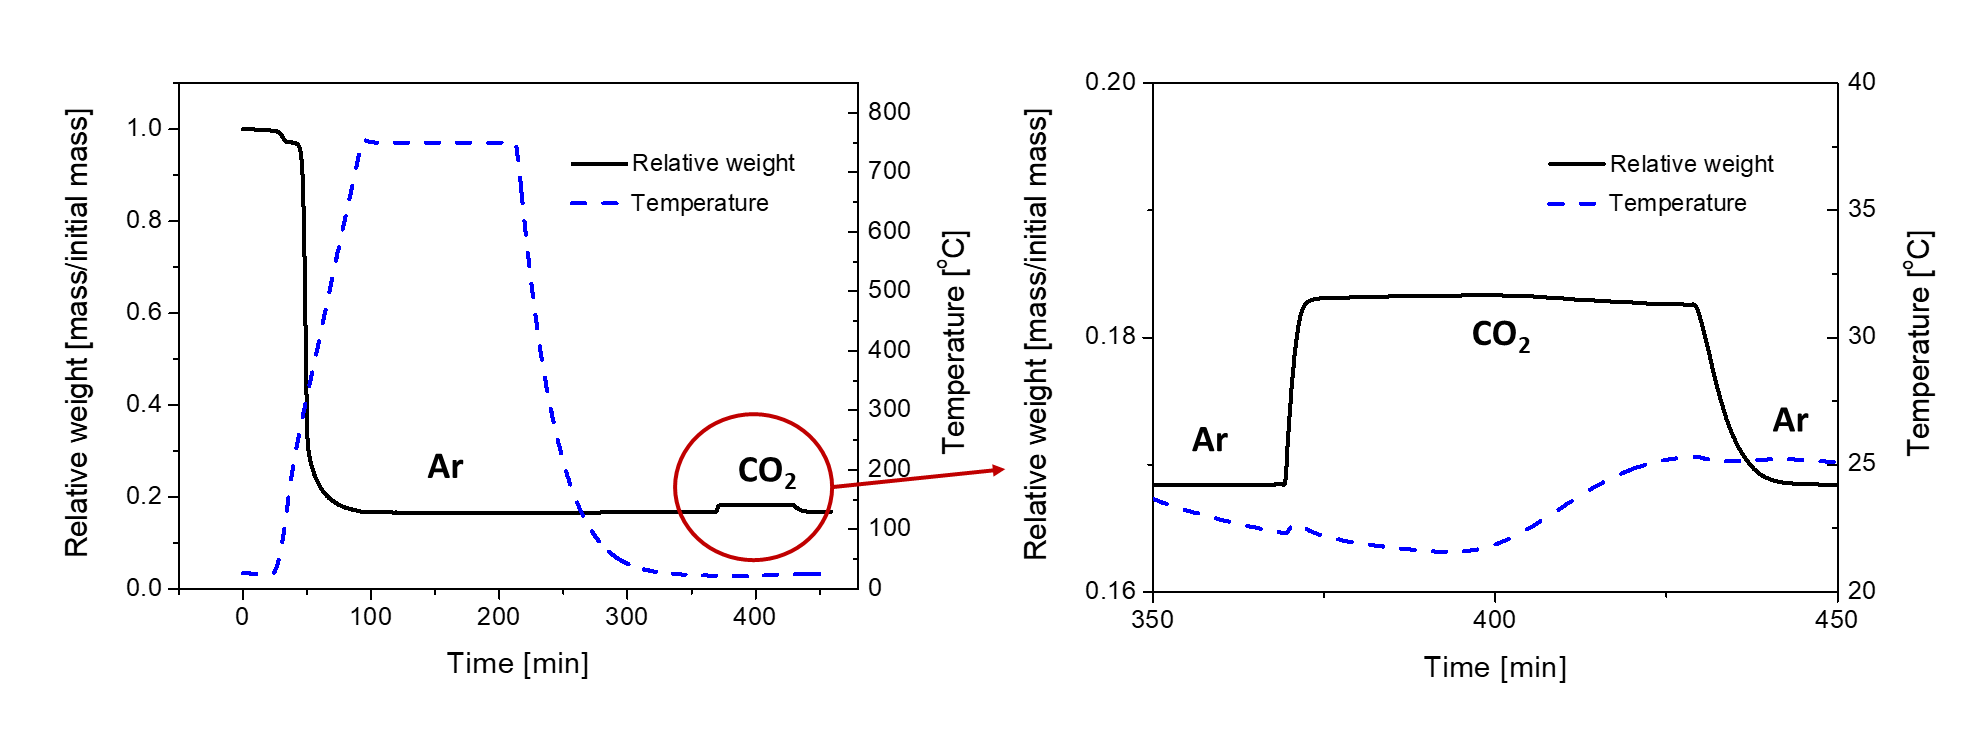 Relative weight [mass/initial mass]
1.0
0.8
0.6
0.4
0.2
0.0
0
100
200
300
400
Time [min]
800
700
600
500
400
300
200
100
0
Temperature [°C]
Relative weight
Temperature
Ar
CO₂
Relative weight [mass/initial mass]
0.20
0.18
0.16
350
400
450
Time [min]
40
35
30
25
20
Temperature [°C]
Relative weight
Temperature
Ar
CO₂
Ar